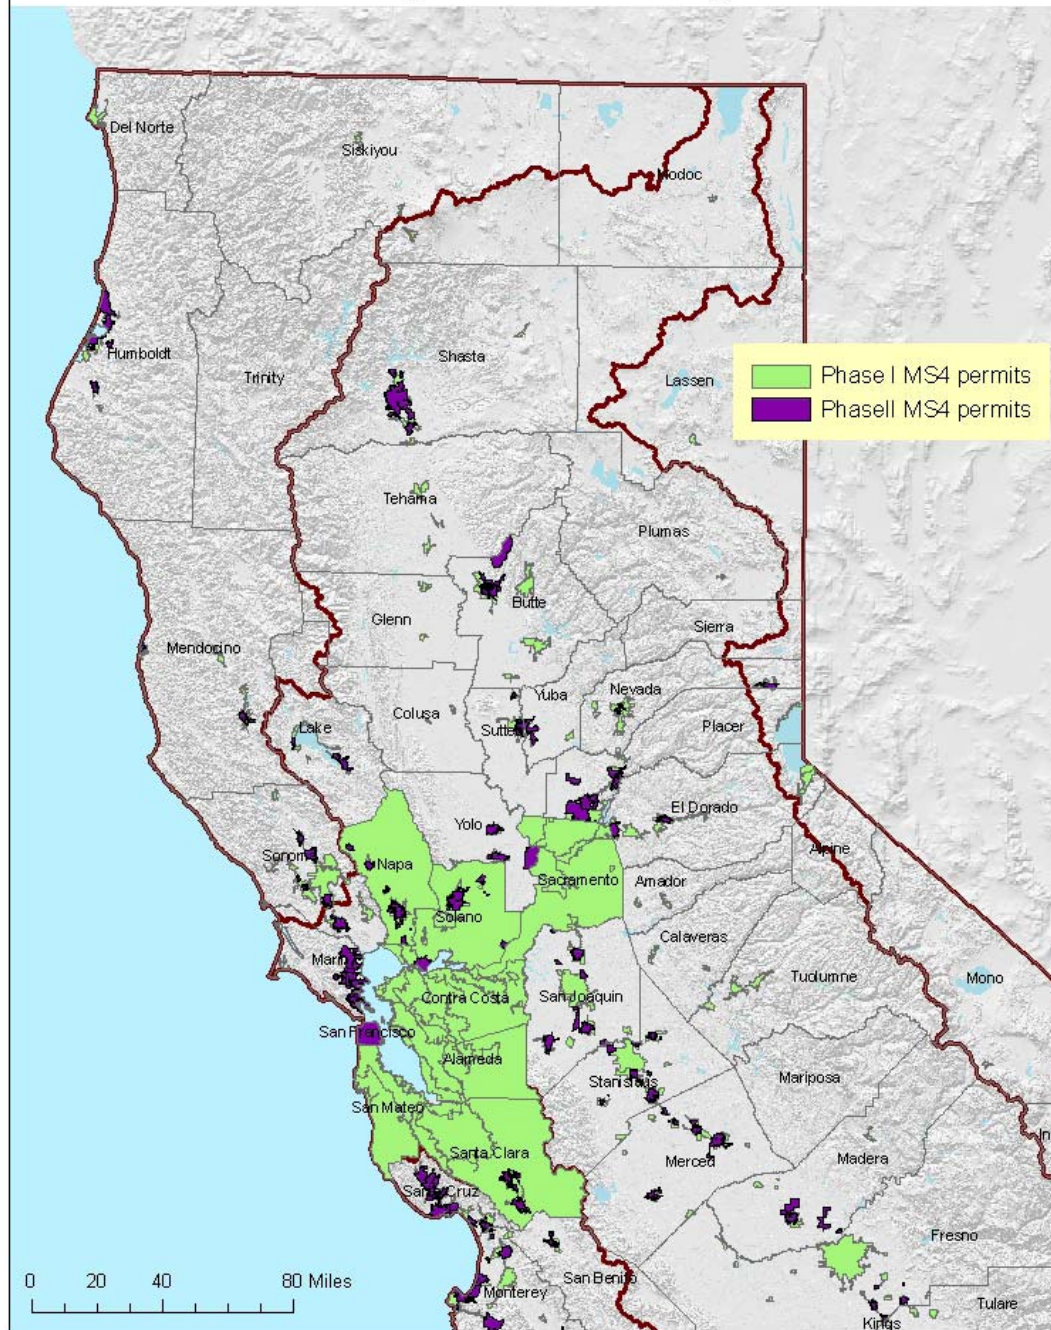 Del Norte
Siskiyou
Modoc
Humboldt
Trinity
Shasta
Lassen
Phase I MS4 permits
PhaseII MS4 permits
Tehama
Plumas
Glenn
Butte
Sierra
Mendocino
Colusa
Yuba
Nevada
Lake
Sutter
Placer
Yolo
El Dorado
Sonoma
Napa
Sacramento
Amador
Alpine
Solano
Calaveras
Marin
Contra Costa
San Joaquin
Tuolumne
Mono
San Francisco
Alameda
Stanislaus
Mariposa
San Mateo
Santa Clara
Merced
Madera
In
Santa Cruz
Fresno
0 20 40 80 Miles
San Benito
Monterey
Tulare
Kings